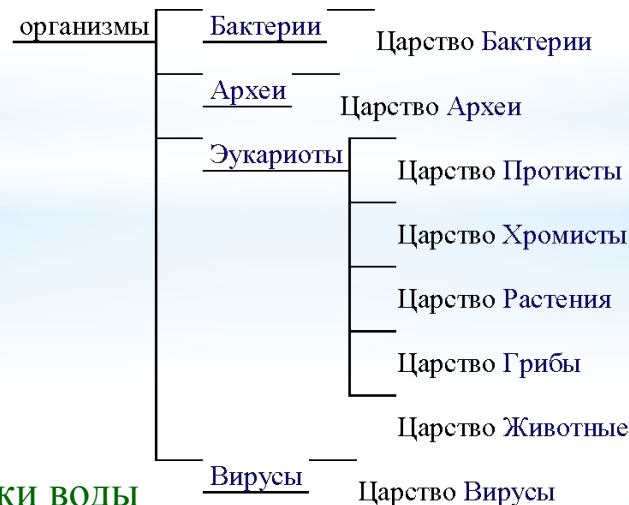 организмы Бактерии
Царство Бактерии
Археи
Царство Археи
Эукариоты
Царство Протисты
Царство Хромисты
Царство Растения
Царство Грибы
Царство Животные
Вирусы
Царство Вирусы
воды